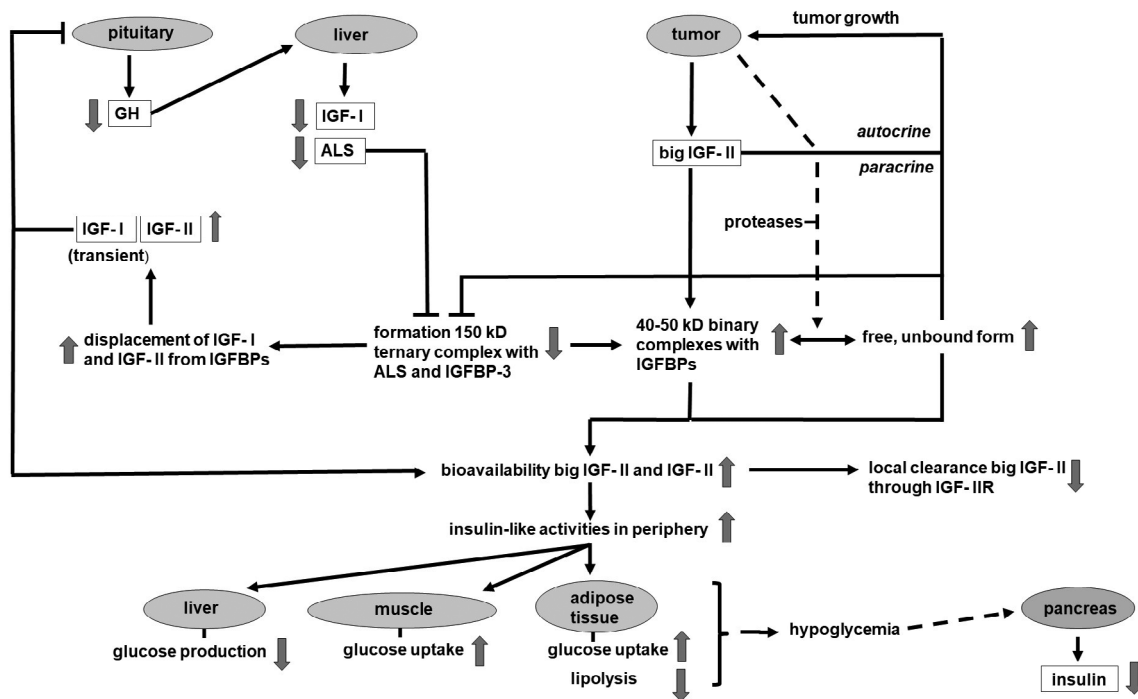 pituitary
liver
tumor
tumor growth
GH
IGF-I
ALS
big IGF-II
autocrine
paracrine
proteases
IGF-I
IGF-II
(transient)
displacement of IGF-I
and IGF-II from IGFBPs
formation 150 kD
ternary complex with
ALS and IGFBP-3
40-50 kD binary
complexes with
IGFBPs
free, unbound form
bioavailability big IGF-II and IGF-II
local clearance big IGF-II
through IGF-IIR
insulin-like activities in periphery
liver
muscle
adipose
tissue
pancreas
glucose production
glucose uptake
glucose uptake
lipolysis
hypoglycemia
insulin